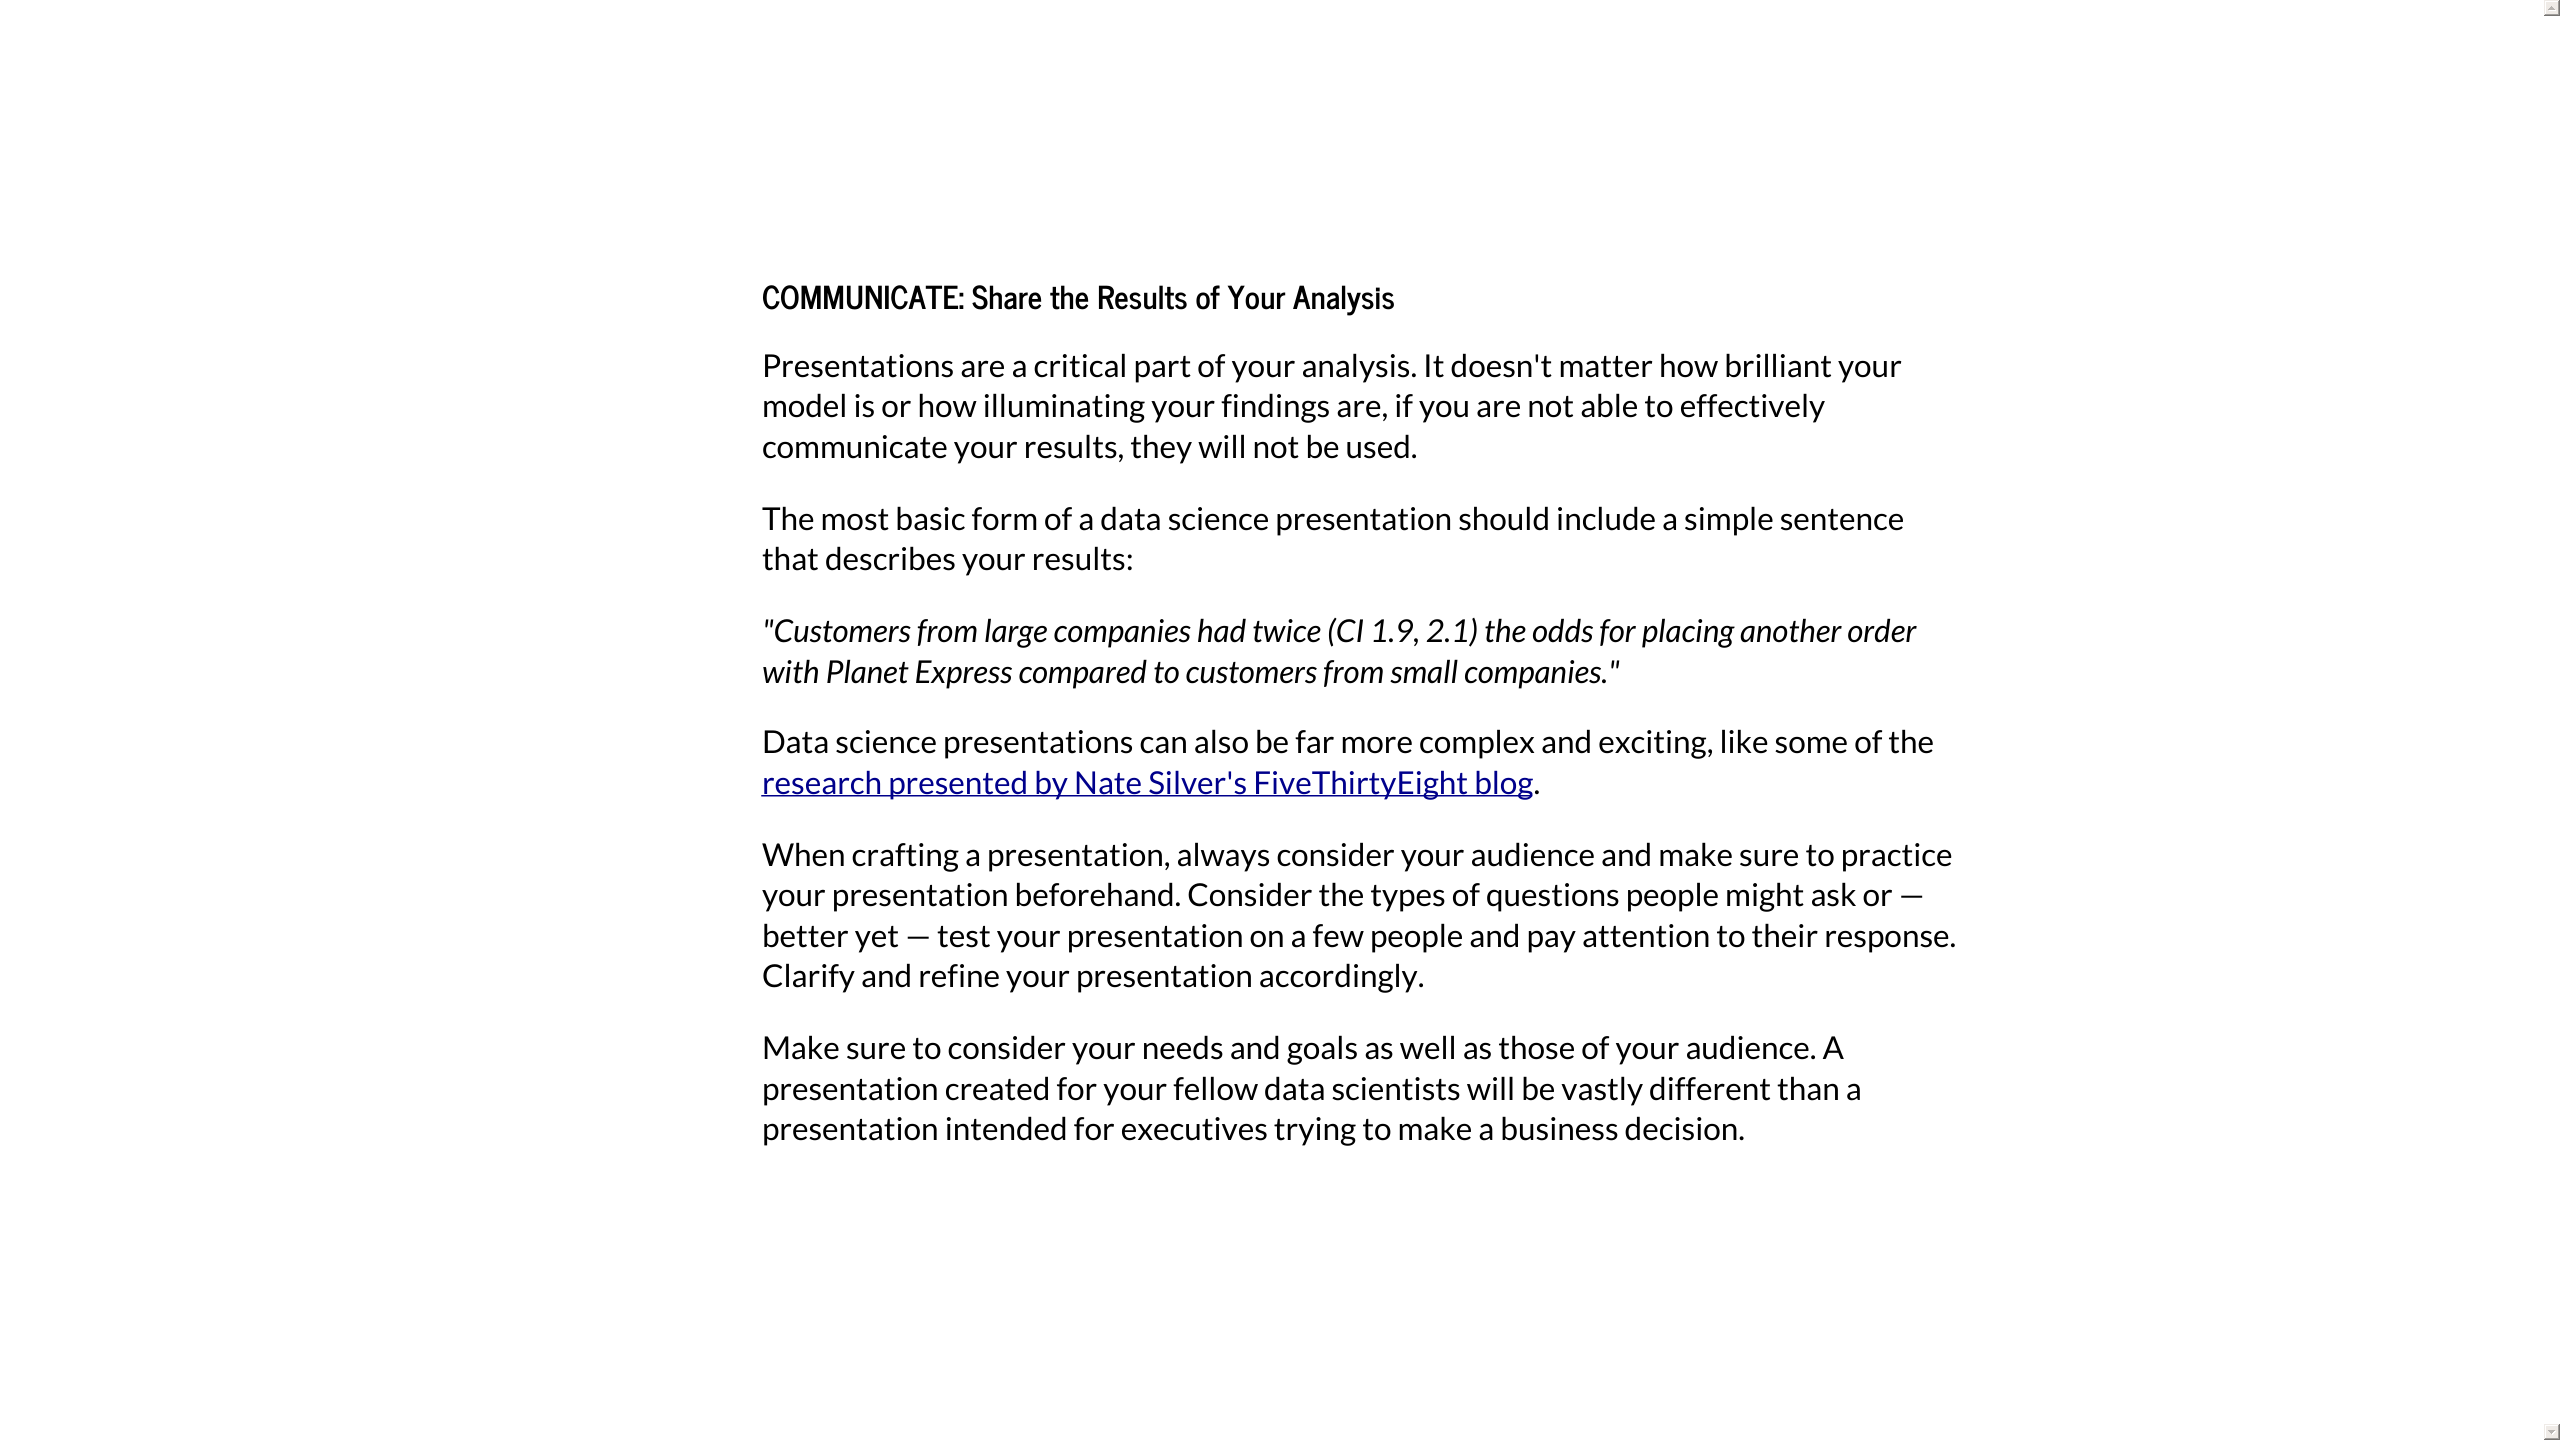 COMMUNICATE: Share the Results of Your Analysis
Presentations are a critical part of your analysis. It doesn't matter how brilliant your
model is or how illuminating your findings are, if you are not able to effectively
communicate your results, they will not be used.
The most basic form of a data science presentation should include a simple sentence
that describes your results:
"Customers from large companies had twice (CI 1.9, 2.1) the odds for placing another order
with Planet Express compared to customers from small companies."
Data science presentations can also be far more complex and exciting, like some of the
research presented by Nate Silver's FiveThirtyEight blog.
When crafting a presentation, always consider your audience and make sure to practice
your presentation beforehand. Consider the types of questions people might ask or —
better yet — test your presentation on a few people and pay attention to their response.
Clarify and refine your presentation accordingly.
Make sure to consider your needs and goals as well as those of your audience. A
presentation created for your fellow data scientists will be vastly different than a
presentation intended for executives trying to make a business decision.